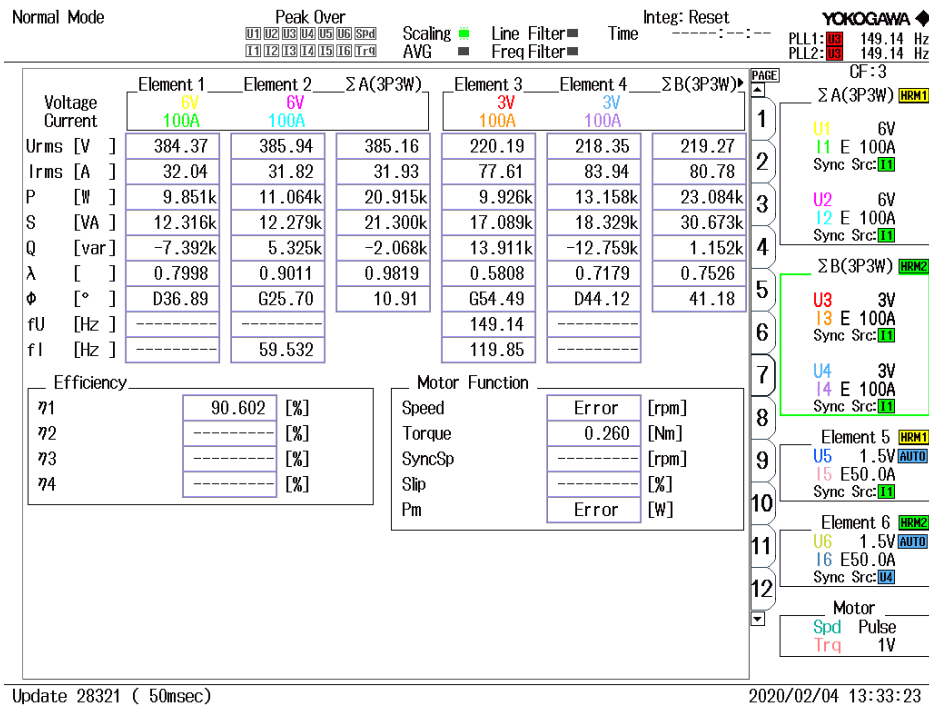 Normal Mode Peak Over Integ: Reset YOKOGAWA
U1 U2 U3 U4 U5 U6 Spd Scaling Line Filter Time -----:--:-- PLL1: U3 149.14 Hz
I1 I2 I3 I4 I5 I6 Trq AVG Freq Filter PLL2: U3 149.14 Hz
PAGE CF:3
Element 1 Element 2 ΣA(3P3W) Element 3 Element 4 ΣB(3P3W)
Voltage 6V 6V 3V 3V
Current 100A 100A 100A 100A
Urms [V ] 384.37 385.94 385.16 220.19 218.35 219.27
Irms [A ] 32.04 31.82 31.93 77.61 83.94 80.78
P [W ] 9.851k 11.064k 20.915k 9.926k 13.158k 23.084k
S [VA ] 12.316k 12.279k 21.300k 17.089k 18.329k 30.673k
Q [var] -7.392k 5.325k -2.068k 13.911k -12.759k 1.152k
λ [ ] 0.7998 0.9011 0.9819 0.5808 0.7179 0.7526
Φ [° ] D36.89 G25.70 10.91 G54.49 D44.12 41.18
fU [Hz ] --------- --------- 149.14 ---------
fI [Hz ] --------- 59.532 119.85 ---------
Efficiency
η1 90.602 [%]
η2 --------- [%]
η3 --------- [%]
η4 --------- [%]
Motor Function
Speed Error [rpm]
Torque 0.260 [Nm]
SyncSp --------- [rpm]
Slip --------- [%]
Pm Error [W]
1
2
3
4
5
6
7
8
9
10
11
12
ΣA(3P3W) HRM1
U1 6V
I1 E 100A
Sync Src:I1
U2 6V
I2 E 100A
Sync Src:I1
ΣB(3P3W) HRM2
U3 3V
I3 E 100A
Sync Src:I1
U4 3V
I4 E 100A
Sync Src:I1
Element 5 HRM1
U5 1.5V AUTO
I5 E50.0A
Sync Src:I1
Element 6 HRM2
U6 1.5V AUTO
I6 E50.0A
Sync Src:U4
Motor
Spd Pulse
Trq 1V
Update 28321 ( 50msec) 2020/02/04 13:33:23